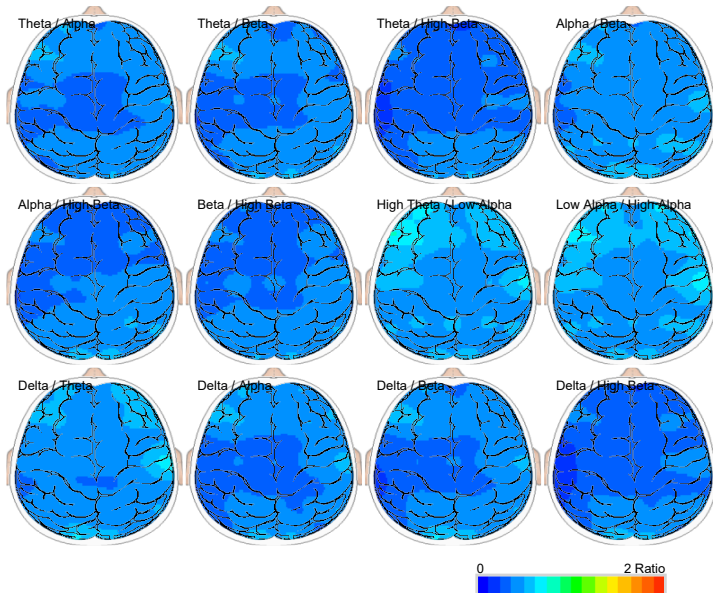 Theta / Alpha
Theta / Beta
Theta / High Beta
Alpha / Beta
Alpha / High Beta
Beta / High Beta
High Theta / Low Alpha
Low Alpha / High Alpha
Delta / Theta
Delta / Alpha
Delta / Beta
Delta / High Beta
0
2 Ratio